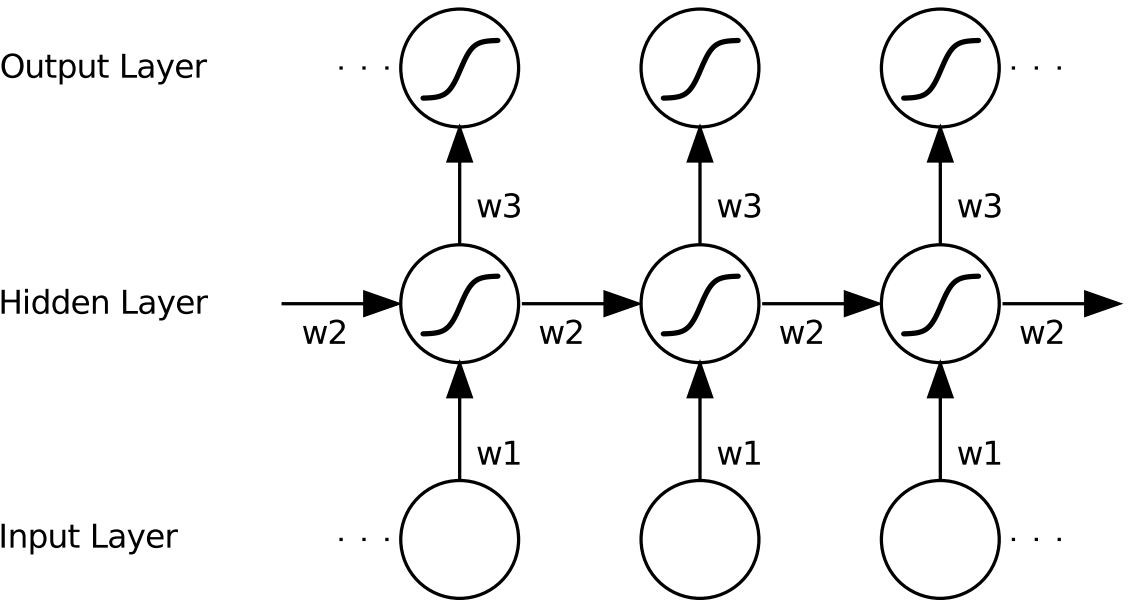 Output Layer . . . . . .
w3 w3 w3
Hidden Layer
w2 w2 w2 w2
w1 w1 w1
Input Layer . . . . . .